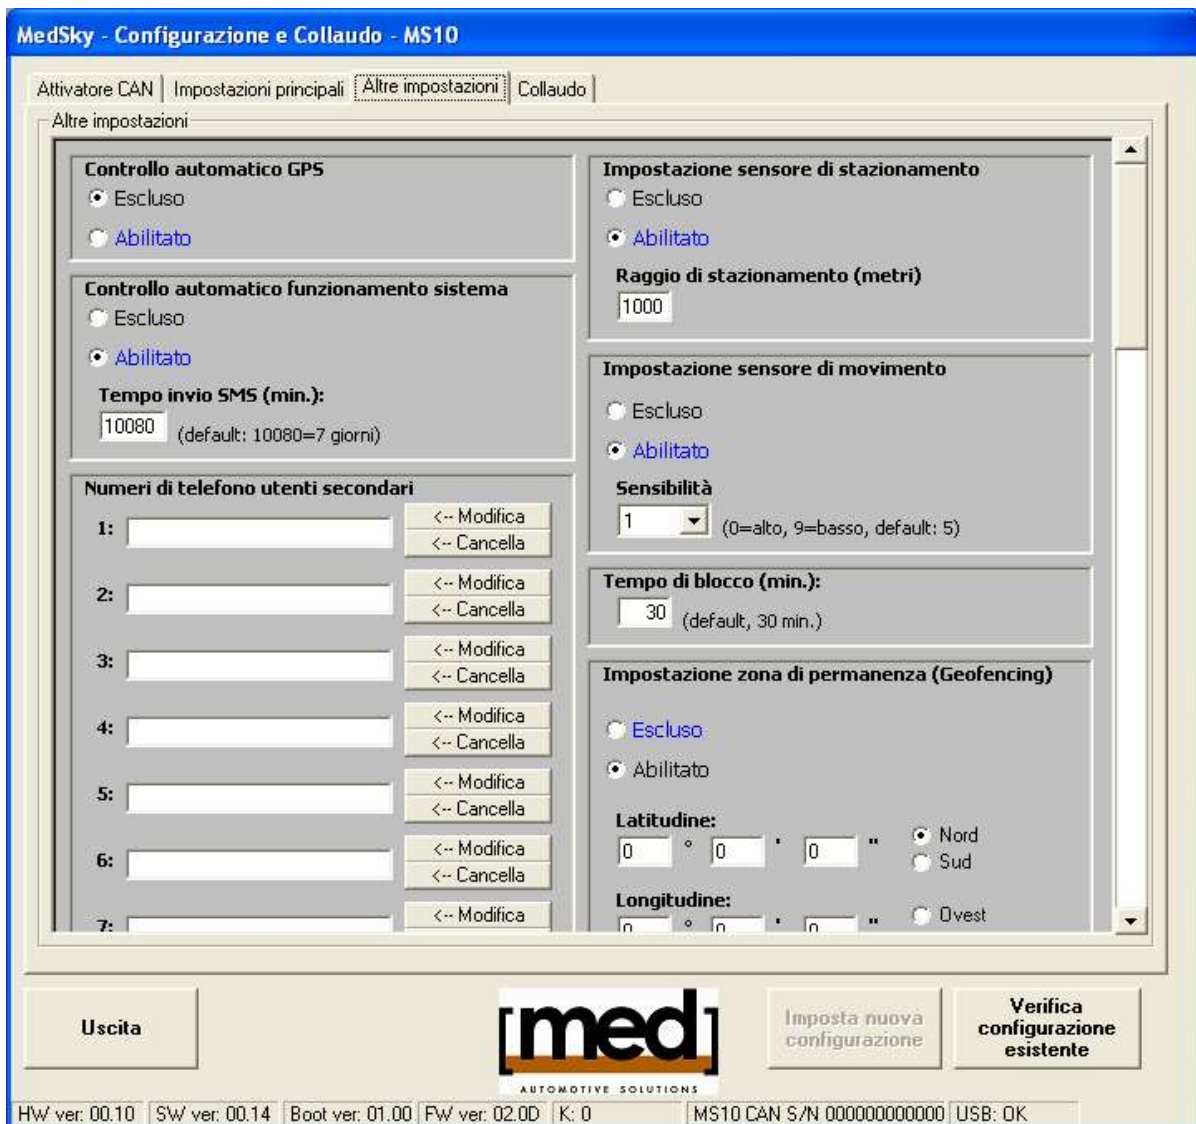 MedSky - Configurazione e Collaudo - MS10
Attivatore CAN | Impostazioni principali | Altre impostazioni | Collaudo
Altre impostazioni
Controllo automatico GPS
Escluso
Abilitato
Controllo automatico funzionamento sistema
Escluso
Abilitato
Tempo invio SMS (min.):
10080 (default: 10080=7 giorni)
Numeri di telefono utenti secondari
1: <-- Modifica
<-- Cancella
2: <-- Modifica
<-- Cancella
3: <-- Modifica
<-- Cancella
4: <-- Modifica
<-- Cancella
5: <-- Modifica
<-- Cancella
6: <-- Modifica
<-- Cancella
7: <-- Modifica
Impostazione sensore di stazionamento
Escluso
Abilitato
Raggio di stazionamento (metri)
1000
Impostazione sensore di movimento
Escluso
Abilitato
Sensibilità
1 (0=alto, 9=basso, default: 5)
Tempo di blocco (min.):
30 (default, 30 min.)
Impostazione zona di permanenza (Geofencing)
Escluso
Abilitato
Latitudine:
0 ° 0 ' 0 " Nord
Sud
Longitudine:
0 ° 0 ' 0 " Ovest
Uscita
[med]
AUTOMOTIVE SOLUTIONS
Imposta nuova
configurazione
Verifica
configurazione
esistente
HW ver: 00.10 SW ver: 00.14 Boot ver: 01.00 FW ver: 02.0D K: 0 MS10 CAN S/N 000000000000 USB: OK